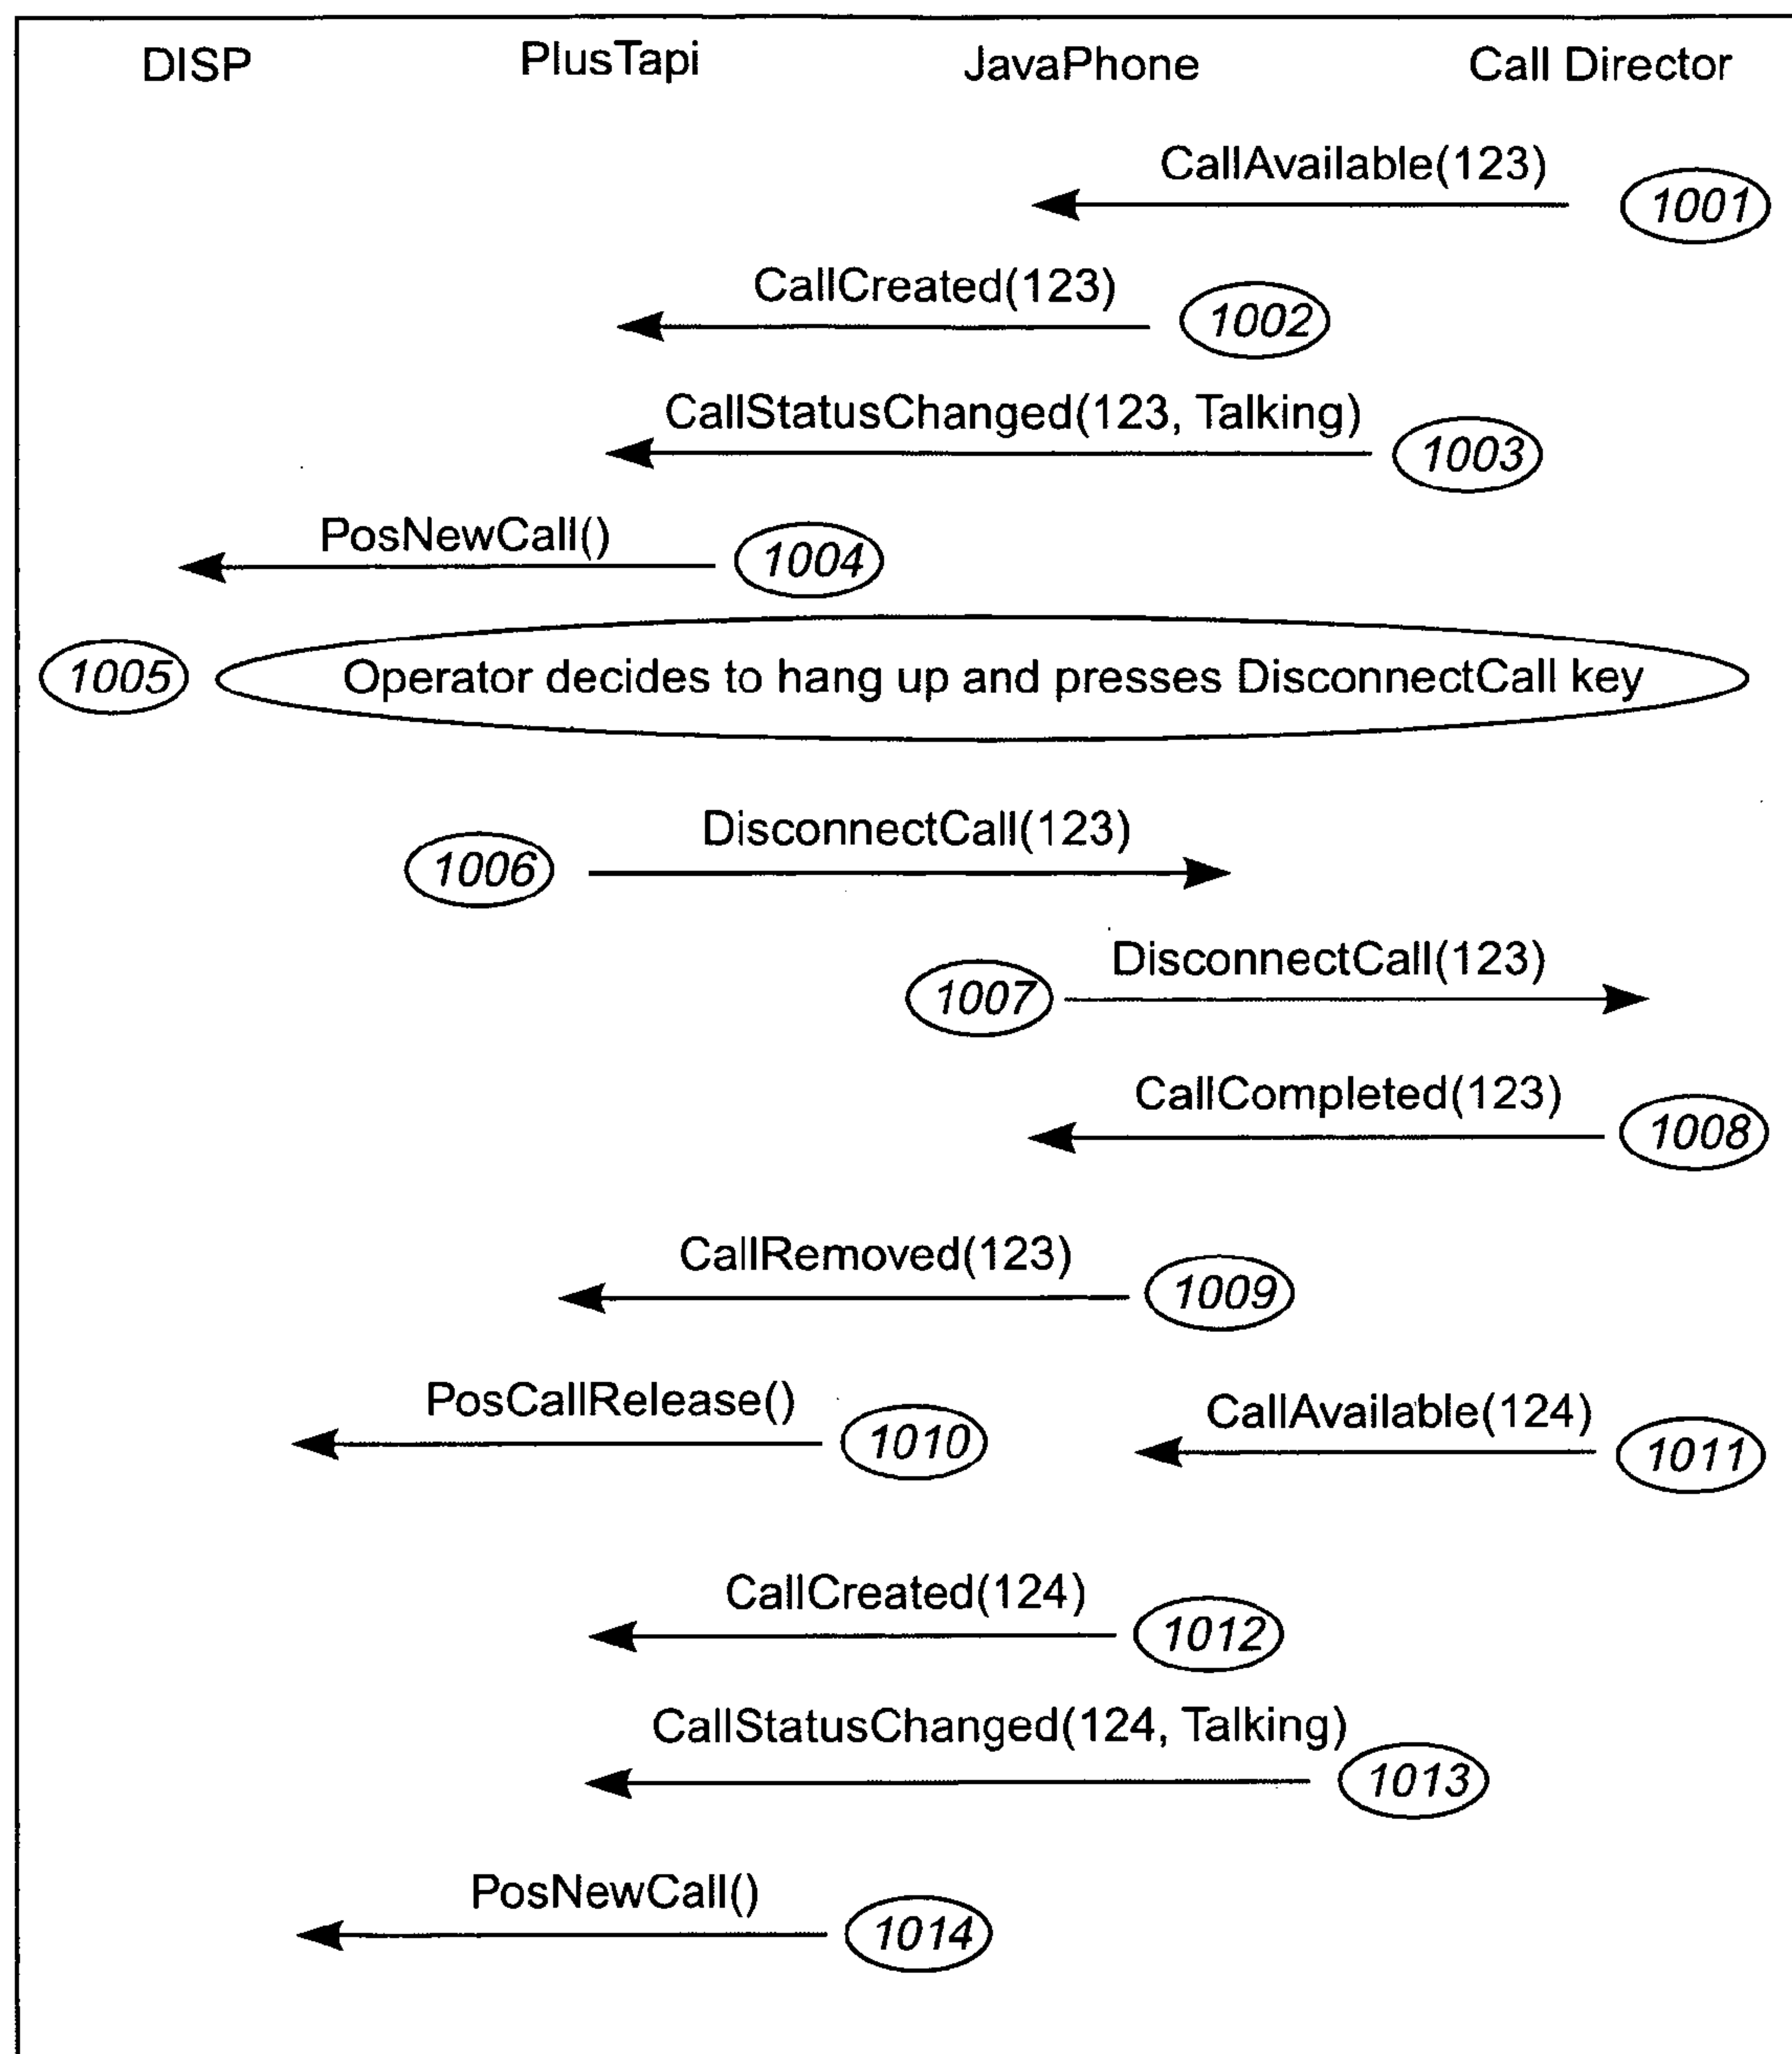 DISP PlusTapi JavaPhone Call Director
CallAvailable(123)
1001
CallCreated(123)
1002
CallStatusChanged(123, Talking)
1003
PosNewCall()
1004
1005 Operator decides to hang up and presses DisconnectCall key
DisconnectCall(123)
1006
DisconnectCall(123)
1007
CallCompleted(123)
1008
CallRemoved(123)
1009
PosCallRelease()
1010
CallAvailable(124)
1011
CallCreated(124)
1012
CallStatusChanged(124, Talking)
1013
PosNewCall()
1014